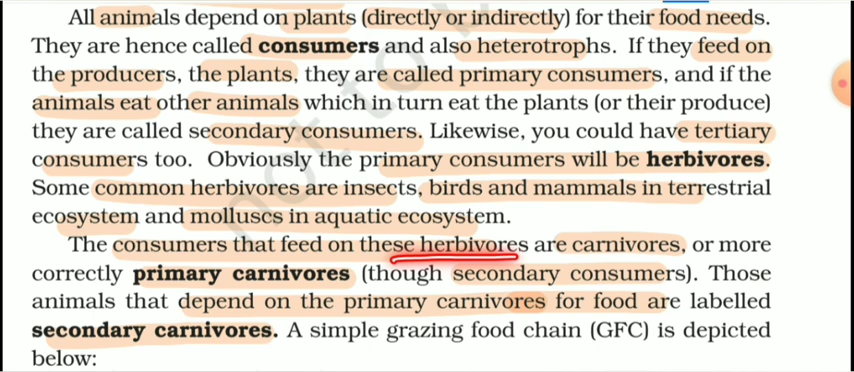 All animals depend on plants (directly or indirectly) for their food needs.
They are hence called consumers and also heterotrophs. If they feed on
the producers, the plants, they are called primary consumers, and if the
animals eat other animals which in turn eat the plants (or their produce)
they are called secondary consumers. Likewise, you could have tertiary
consumers too. Obviously the primary consumers will be herbivores.
Some common herbivores are insects, birds and mammals in terrestrial
ecosystem and molluscs in aquatic ecosystem.
The consumers that feed on these herbivores are carnivores, or more
correctly primary carnivores (though secondary consumers). Those
animals that depend on the primary carnivores for food are labelled
secondary carnivores. A simple grazing food chain (GFC) is depicted
below: